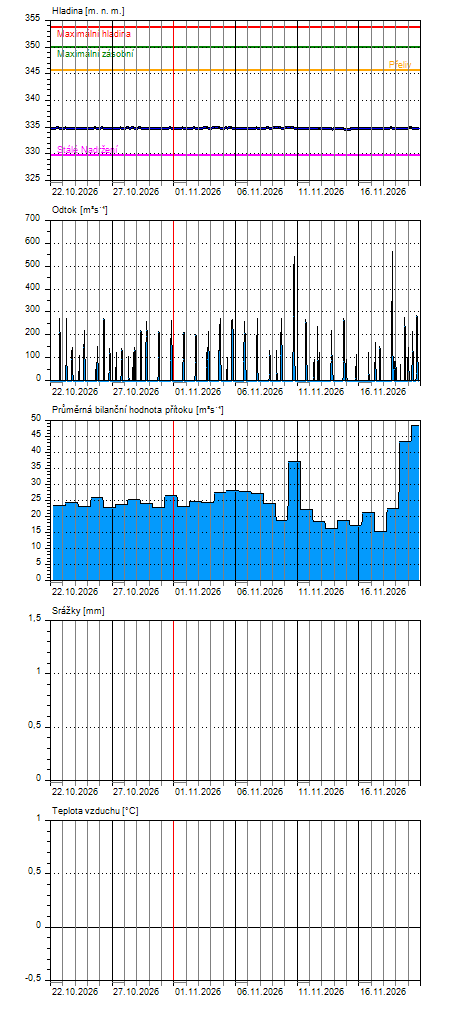 Hladina [m. n. m.]
355
Maximální hladina
350
Maximální zásobní
345
Přeliv
340
335
330
Stálé Nadržení
325
22.10.2026 27.10.2026 01.11.2026 06.11.2026 11.11.2026 16.11.2026
Odtok [m³s⁻¹]
700
600
500
400
300
200
100
0
22.10.2026 27.10.2026 01.11.2026 06.11.2026 11.11.2026 16.11.2026
Průměrná bilanční hodnota přítoku [m³s⁻¹]
50
45
40
35
30
25
20
15
10
5
0
22.10.2026 27.10.2026 01.11.2026 06.11.2026 11.11.2026 16.11.2026
Srážky [mm]
1,5
1
0,5
0
22.10.2026 27.10.2026 01.11.2026 06.11.2026 11.11.2026 16.11.2026
Teplota vzduchu [°C]
1
0,5
0
-0,5
22.10.2026 27.10.2026 01.11.2026 06.11.2026 11.11.2026 16.11.2026